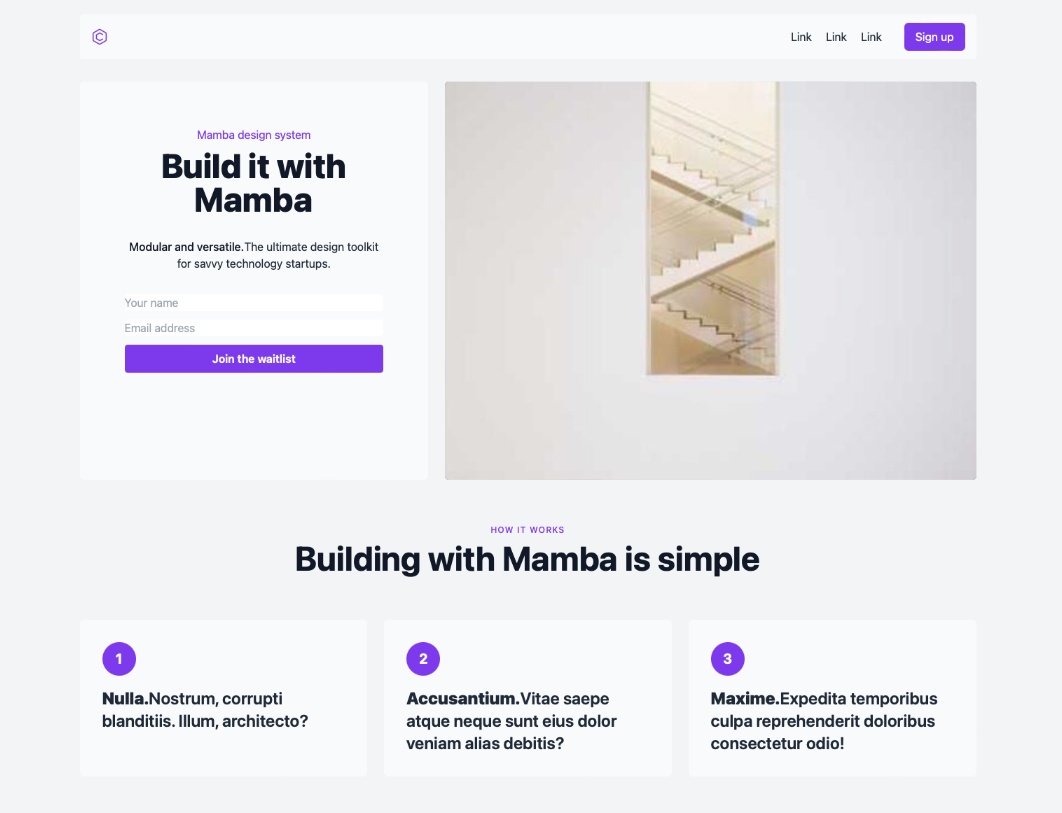 Link Link Link Sign up
Mamba design system
Build it with
Mamba
Modular and versatile.The ultimate design toolkit
for savvy technology startups.
Your name
Email address
Join the waitlist
HOW IT WORKS
Building with Mamba is simple
1
Nulla.Nostrum, corrupti
blanditiis. Illum, architecto?
2
Accusantium.Vitae saepe
atque neque sunt eius dolor
veniam alias debitis?
3
Maxime.Expedita temporibus
culpa reprehenderit doloribus
consectetur odio!